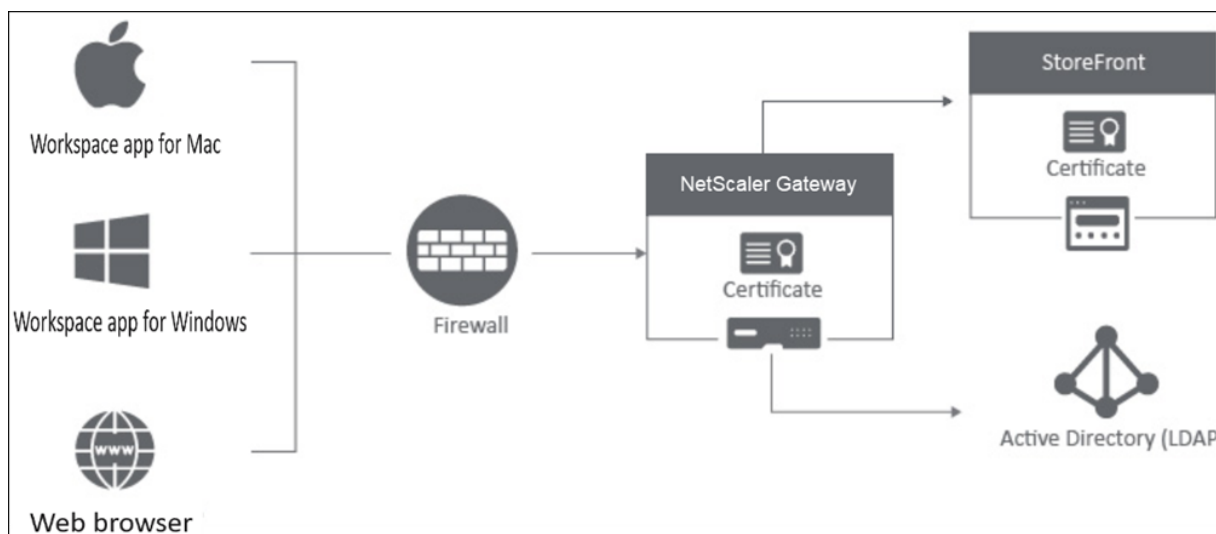 Workspace app for Mac
Workspace app for Windows
www
Web browser
Firewall
NetScaler Gateway
Certificate
StoreFront
Certificate
Active Directory (LDAP